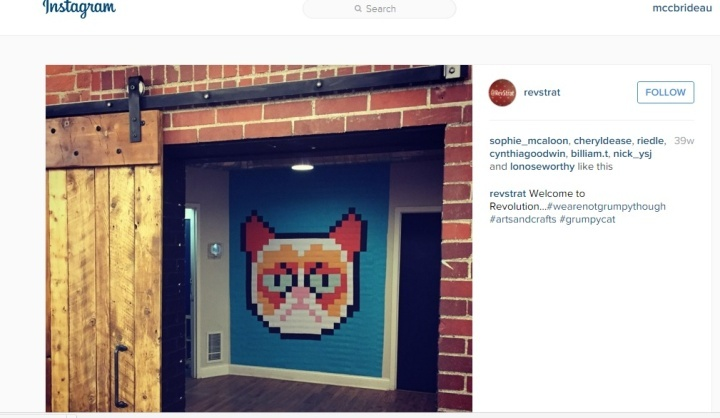 Instagram
Search
mccbrideau
@RevStrat
revstrat
FOLLOW
sophie_mcaloon, cheryldease, riedle, 39w
cynthiagoodwin, billiam.t, nick_ysj
and lonoseworthy like this
revstrat Welcome to
Revolution...#wearenotgrumpythough
#artsandcrafts #grumpycat